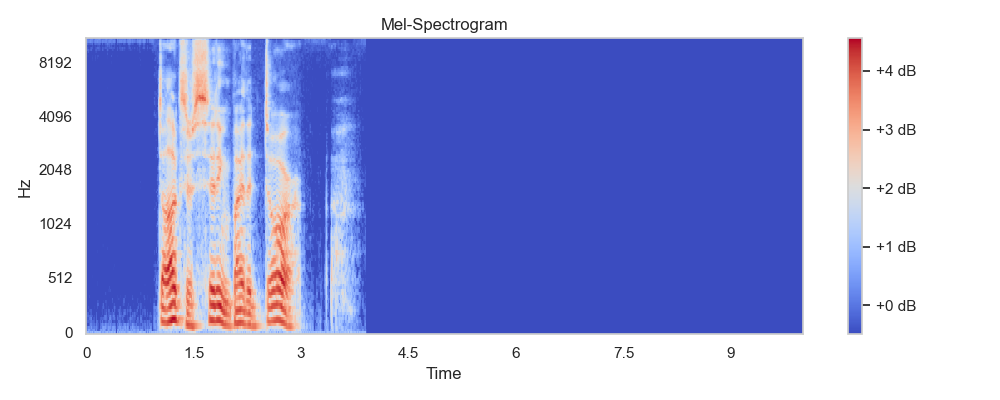 Mel-Spectrogram
8192
4096
2048
1024
512
0
Hz
0 1.5 3 4.5 6 7.5 9
Time
+4 dB
+3 dB
+2 dB
+1 dB
+0 dB